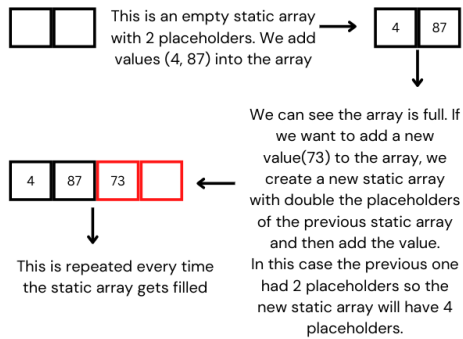 This is an empty static array
with 2 placeholders. We add
values (4, 87) into the array
4 87
We can see the array is full. If
we want to add a new
value(73) to the array, we
create a new static array
with double the placeholders
of the previous static array
and then add the value.
In this case the previous one
had 2 placeholders so the
new static array will have 4
placeholders.
4 87 73
This is repeated every time
the static array gets filled